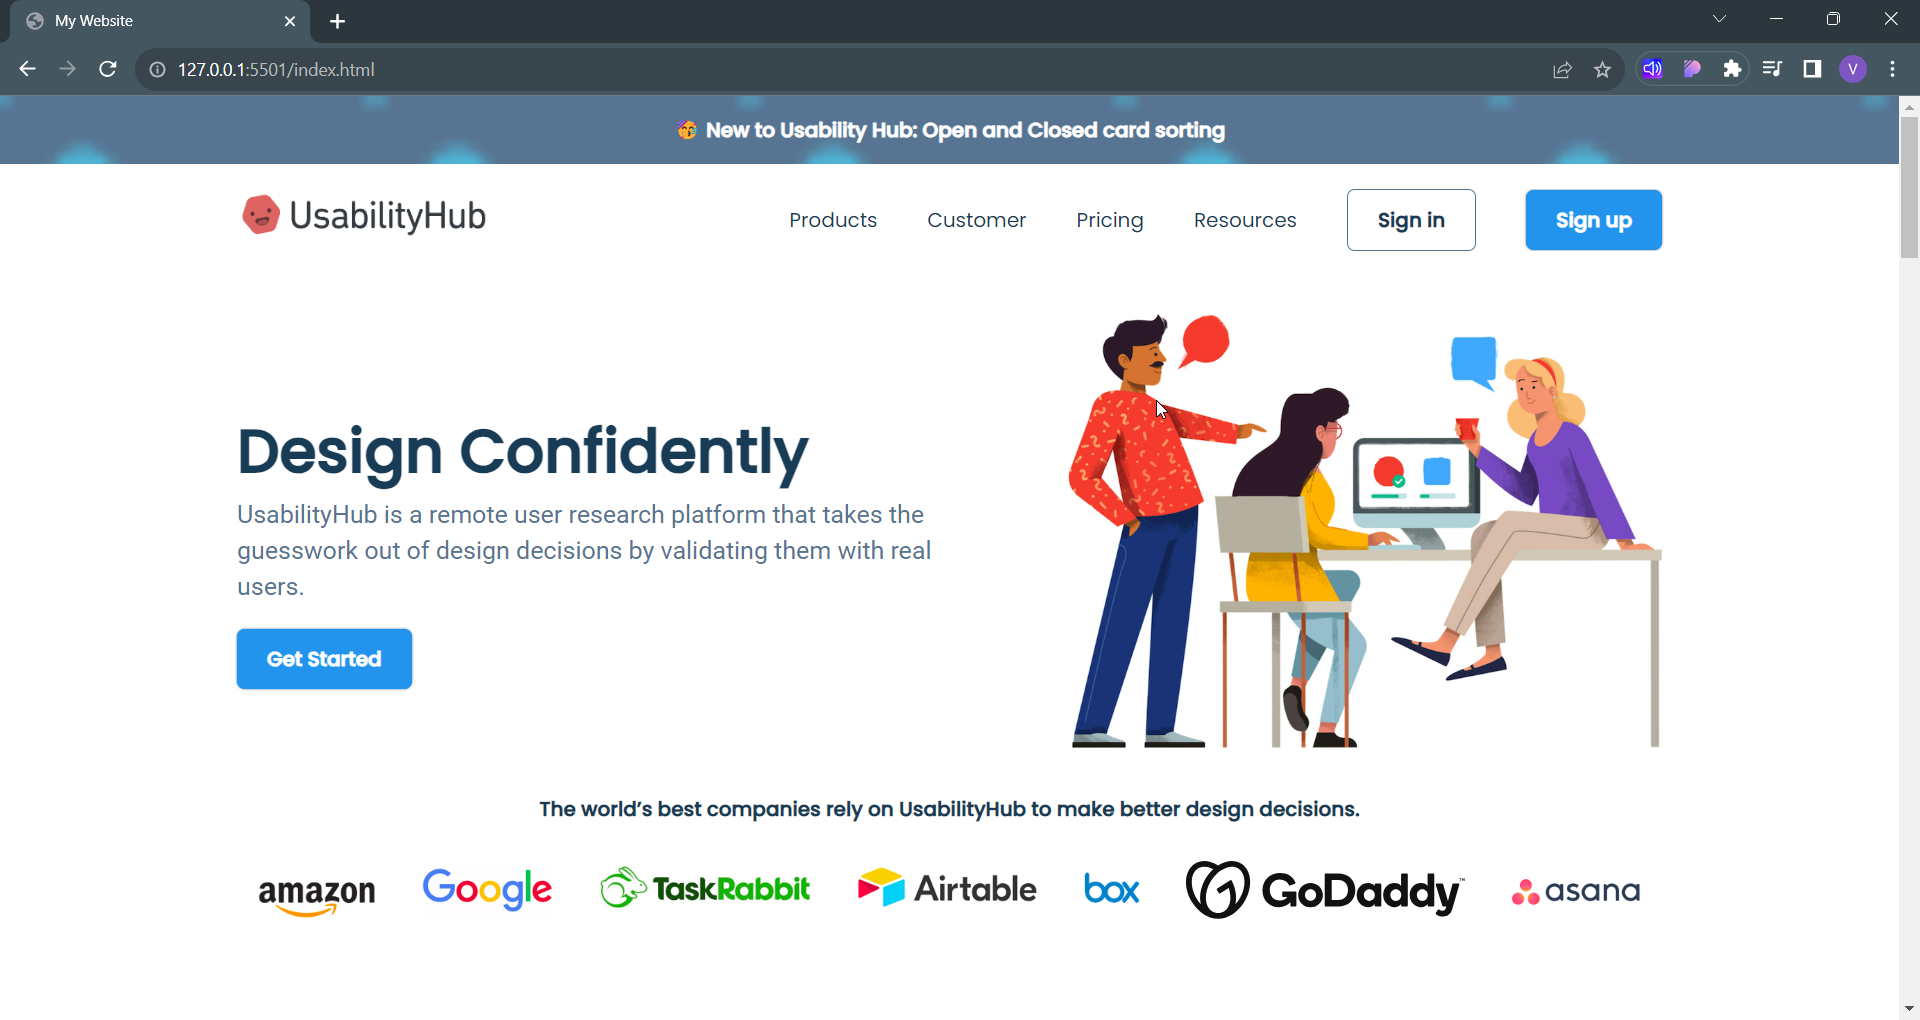 My Website
127.0.0.1:5501/index.html
V
🥳 New to Usability Hub: Open and Closed card sorting
UsabilityHub
Products Customer Pricing Resources Sign in Sign up
Design Confidently
UsabilityHub is a remote user research platform that takes the
guesswork out of design decisions by validating them with real
users.
Get Started
The world's best companies rely on UsabilityHub to make better design decisions.
amazon Google TaskRabbit Airtable box GoDaddy™ asana